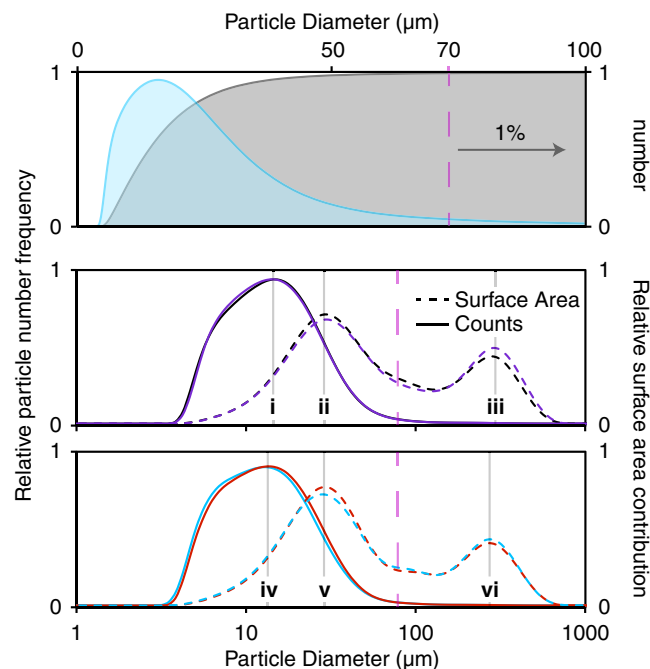 Particle Diameter (µm)
0 50 70 100
1 1
1%
0 0
number
Relative particle number frequency
1 1
Surface Area
Counts
i ii iii
0 0
Relative surface area contribution
1 1
iv v vi
0 0
1 10 100 1000
Particle Diameter (µm)